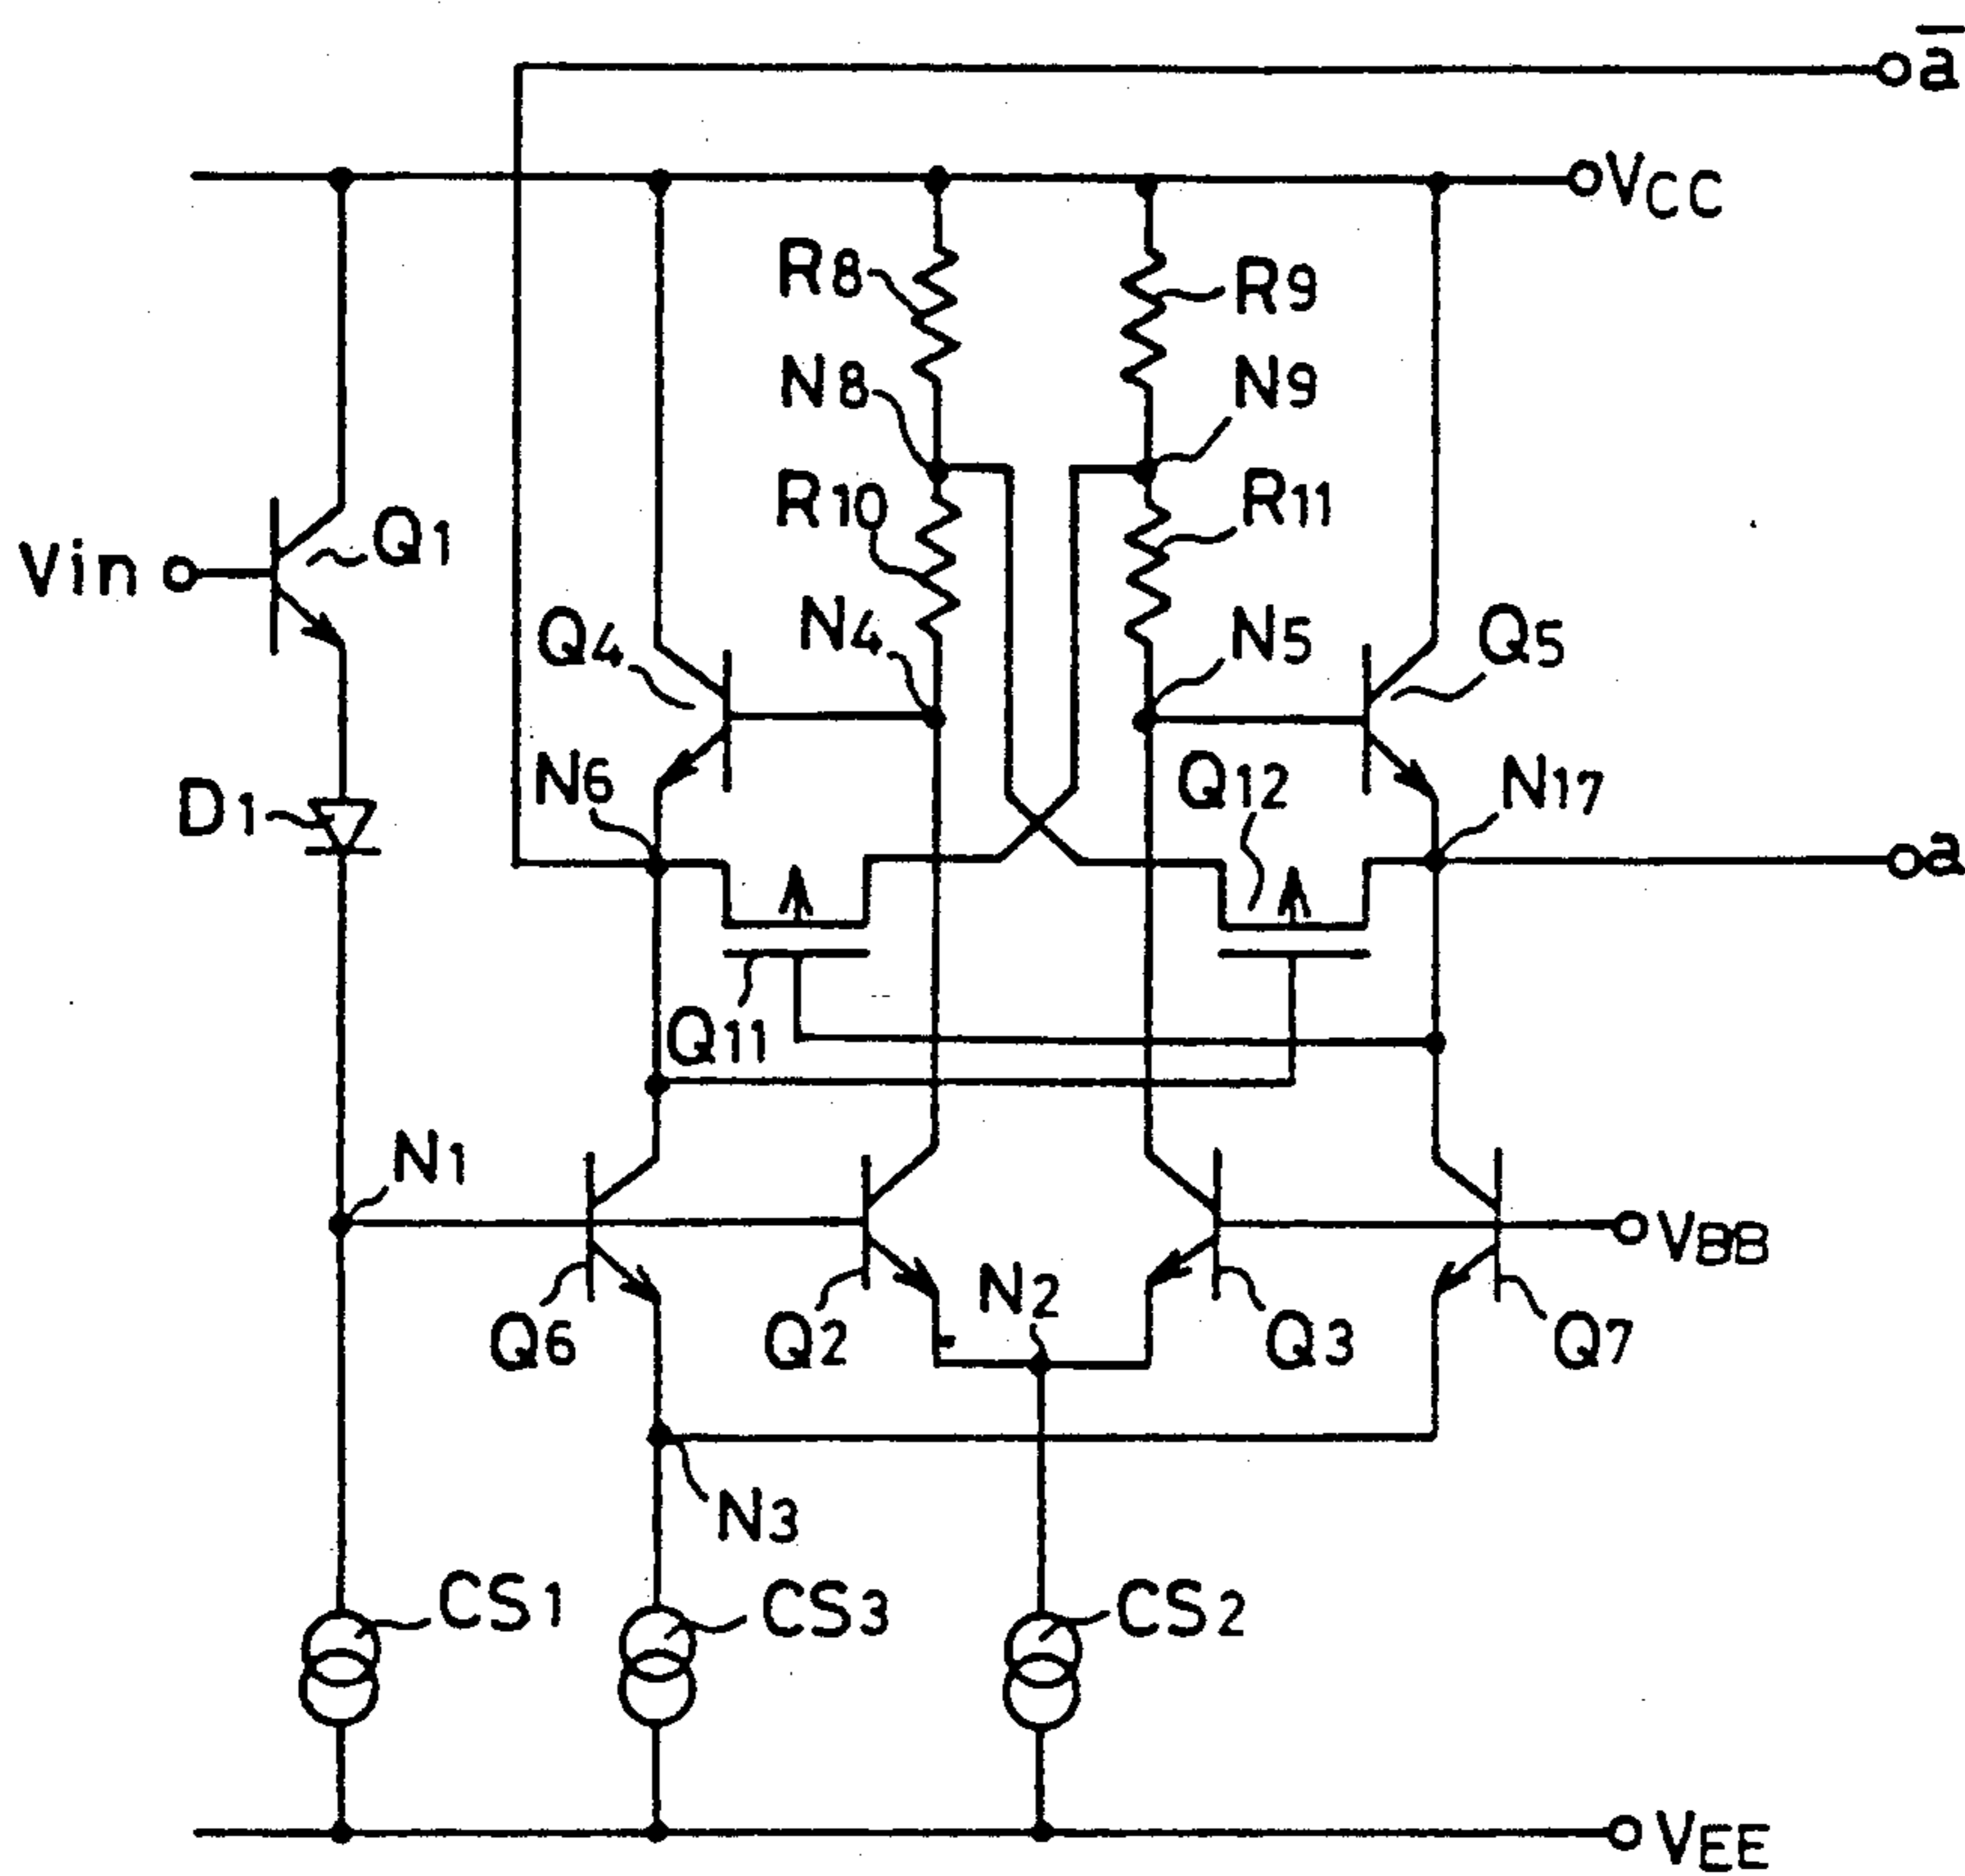 a̅
VCC
R8
R9
N8
N9
R10
R11
Vin
Q1
Q4
N4
N5
Q5
N6
Q12
N17
D1
a
Q11
N1
VBB
N2
Q6
Q2
Q3
Q7
N3
CS1
CS3
CS2
VEE